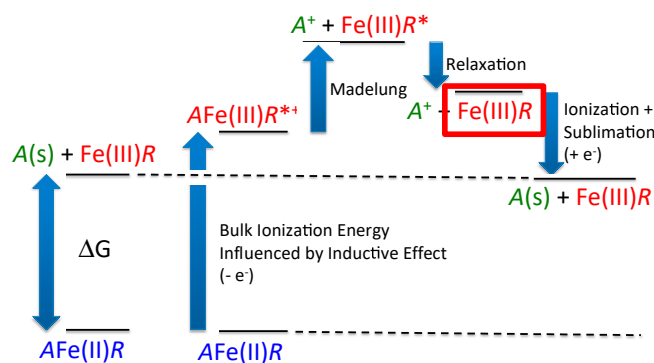 A⁺ + Fe(III)R*
Relaxation
Madelung
AFe(III)R*⁺
A⁺ + Fe(III)R
Ionization +
Sublimation
(+ e⁻)
A(s) + Fe(III)R
A(s) + Fe(III)R
ΔG
Bulk Ionization Energy
Influenced by Inductive Effect
(- e⁻)
AFe(II)R
AFe(II)R